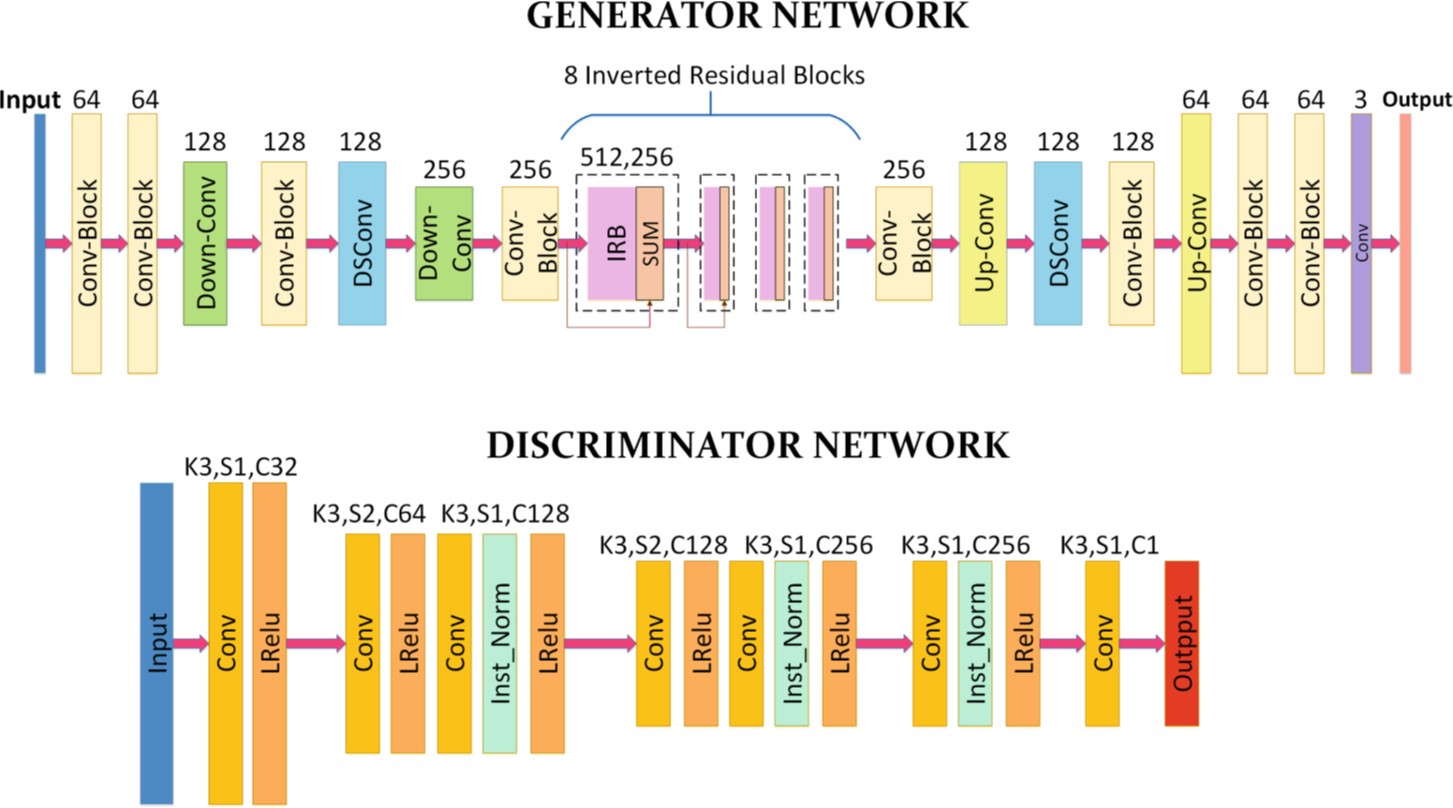 GENERATOR NETWORK
8 Inverted Residual Blocks
Input 64 64 128 128 128 256 256 512,256 256 128 128 128 64 64 64 3 Output
Conv-Block
Conv-Block
Down-Conv
Conv-Block
DSConv
Down-
Conv
Conv-
Block
IRB
SUM
Conv-
Block
Up-Conv
DSConv
Conv-Block
Up-Conv
Conv-Block
Conv-Block
Conv
DISCRIMINATOR NETWORK
K3,S1,C32
K3,S2,C64 K3,S1,C128
K3,S2,C128 K3,S1,C256 K3,S1,C256 K3,S1,C1
Input
Conv
LRelu
Conv
LRelu
Conv
Inst_Norm
LRelu
Conv
LRelu
Conv
Inst_Norm
LRelu
Conv
Inst_Norm
LRelu
Conv
Outpput